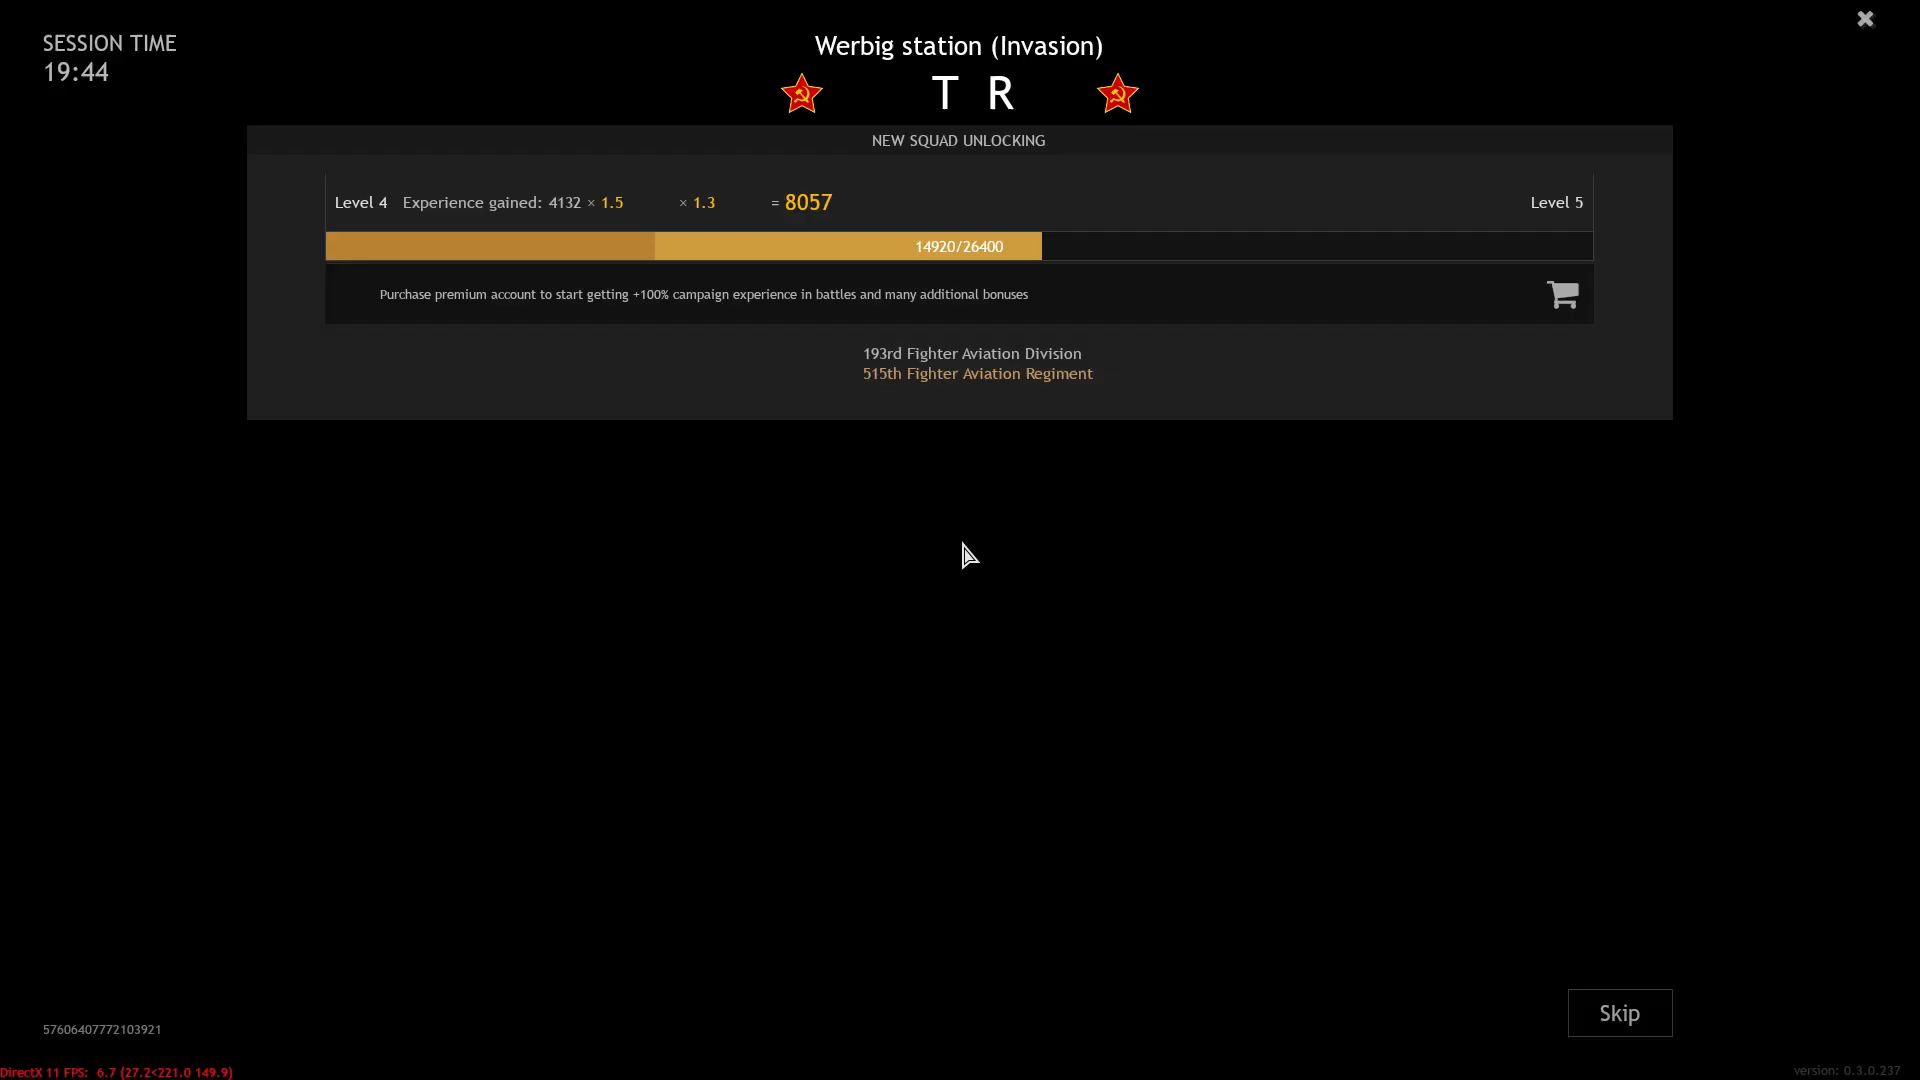 SESSION TIME
19:44
Werbig station (Invasion)
T R
NEW SQUAD UNLOCKING
Level 4 Experience gained: 4132 × 1.5 × 1.3 = 8057 Level 5
14920/26400
Purchase premium account to start getting +100% campaign experience in battles and many additional bonuses
193rd Fighter Aviation Division
515th Fighter Aviation Regiment
Skip
57606407772103921
DirectX 11 FPS: 6.7 (27.2<221.0 149.9)
version: 0.3.0.237